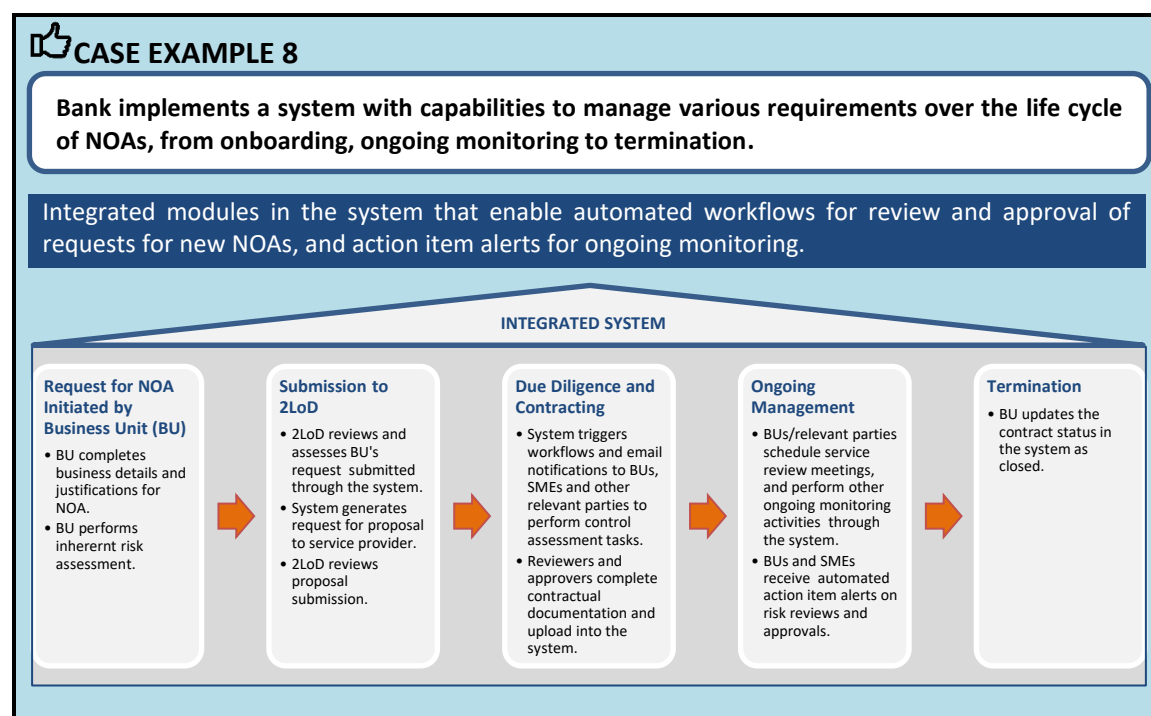 CASE EXAMPLE 8
Bank implements a system with capabilities to manage various requirements over the life cycle
of NOAs, from onboarding, ongoing monitoring to termination.
Integrated modules in the system that enable automated workflows for review and approval of
requests for new NOAs, and action item alerts for ongoing monitoring.
INTEGRATED SYSTEM
Request for NOA
Initiated by
Business Unit (BU)
• BU completes
business details and
justifications for
NOA.
• BU performs
inherernt risk
assessment.
Submission to
2LoD
• 2LoD reviews and
assesses BU's
request submitted
through the system.
• System generates
request for proposal
to service provider.
• 2LoD reviews
proposal
submission.
Due Diligence and
Contracting
• System triggers
workflows and email
notifications to BUs,
SMEs and other
relevant parties to
perform control
assessment tasks.
• Reviewers and
approvers complete
contractual
documentation and
upload into the
system.
Ongoing
Management
• BUs/relevant parties
schedule service
review meetings,
and perform other
ongoing monitoring
activities through
the system.
• BUs and SMEs
receive automated
action item alerts on
risk reviews and
approvals.
Termination
• BU updates the
contract status in
the system as
closed.